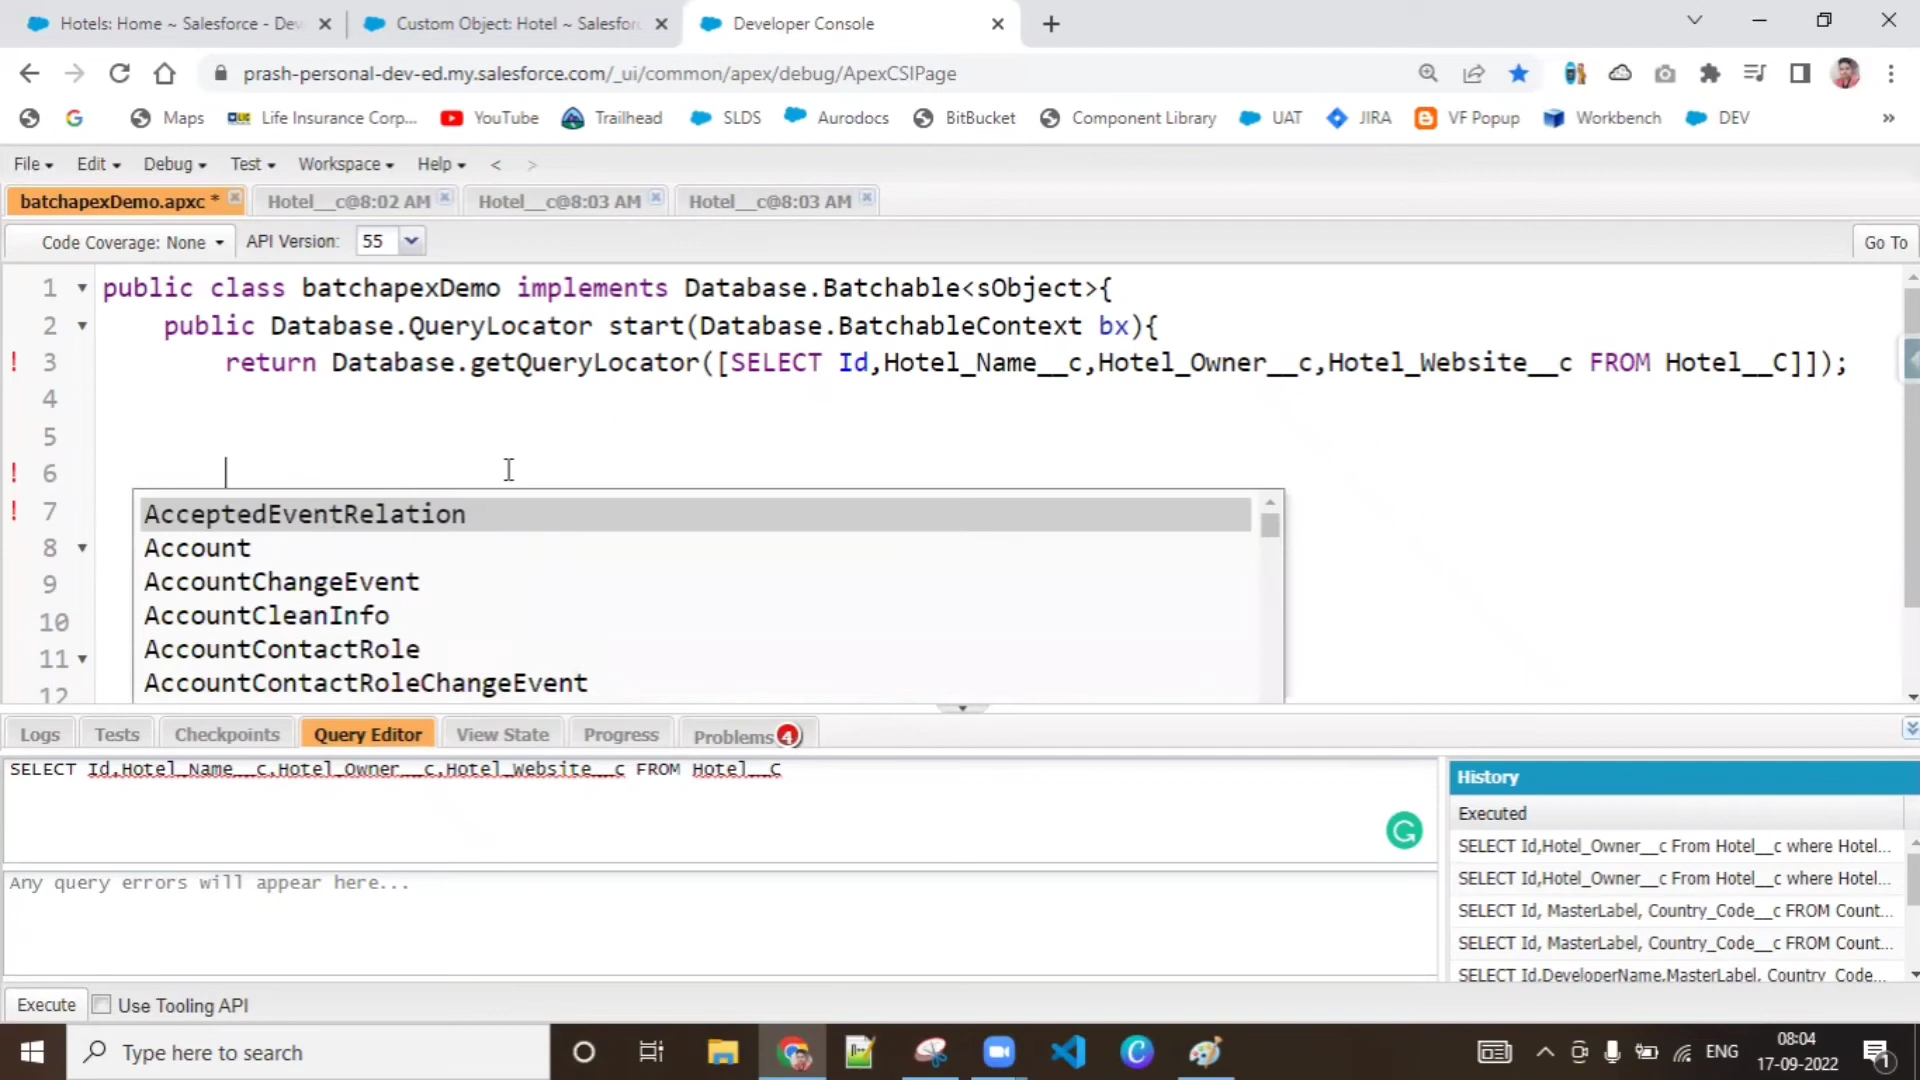 Hotels: Home ~ Salesforce - Dev
Custom Object: Hotel ~ Salesfor
Developer Console
prash-personal-dev-ed.my.salesforce.com/_ui/common/apex/debug/ApexCSIPage
Maps
Life Insurance Corp...
YouTube
Trailhead
SLDS
Aurodocs
BitBucket
Component Library
UAT
JIRA
VF Popup
Workbench
DEV
»
File Edit Debug Test Workspace Help < >
batchapexDemo.apxc *
Hotel__c@8:02 AM
Hotel__c@8:03 AM
Hotel__c@8:03 AM
Code Coverage: None
API Version: 55
Go To
1 public class batchapexDemo implements Database.Batchable<sObject>{
2 public Database.QueryLocator start(Database.BatchableContext bx){
! 3 return Database.getQueryLocator([SELECT Id,Hotel_Name__c,Hotel_Owner__c,Hotel_Website__c FROM Hotel__C]]);
4
5
! 6
! 7
8
9
10
11
12
AcceptedEventRelation
Account
AccountChangeEvent
AccountCleanInfo
AccountContactRole
AccountContactRoleChangeEvent
Logs
Tests
Checkpoints
Query Editor
View State
Progress
Problems 4
SELECT Id,Hotel_Name__c,Hotel_Owner__c,Hotel_Website__c FROM Hotel__C
Any query errors will appear here...
History
Executed
SELECT Id,Hotel_Owner__c From Hotel__c where Hotel...
SELECT Id,Hotel_Owner__c From Hotel__c where Hotel...
SELECT Id, MasterLabel, Country_Code__c FROM Count...
SELECT Id, MasterLabel, Country_Code__c FROM Count...
SELECT Id,DeveloperName,MasterLabel, Country_Code...
Execute
Use Tooling API
Type here to search
ENG
08:04
17-09-2022
1